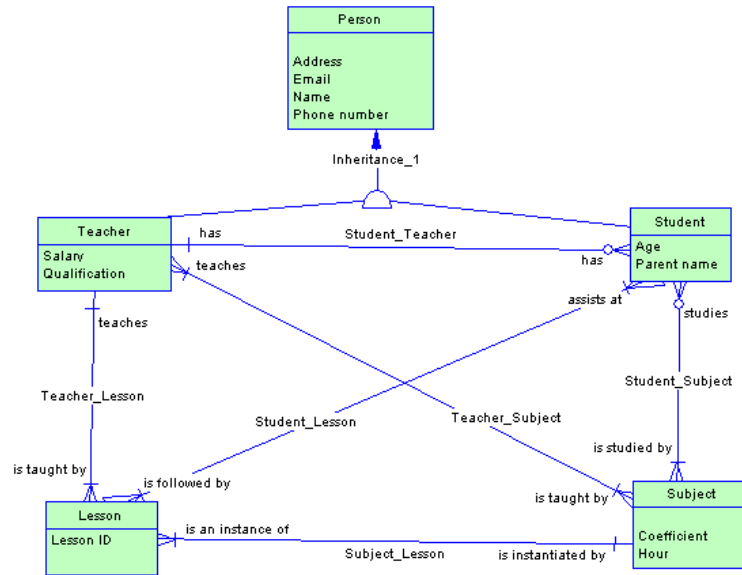 Person
Address
Email
Name
Phone number
Inheritance_1
Teacher
Salary
Qualification
has
Student_Teacher
has
Student
Age
Parent name
teaches
assists at
studies
teaches
Teacher_Lesson
Student_Lesson
Teacher_Subject
Student_Subject
is studied by
is taught by
is followed by
is taught by
Lesson
Lesson ID
is an instance of
Subject_Lesson
is instantiated by
Subject
Coefficient
Hour